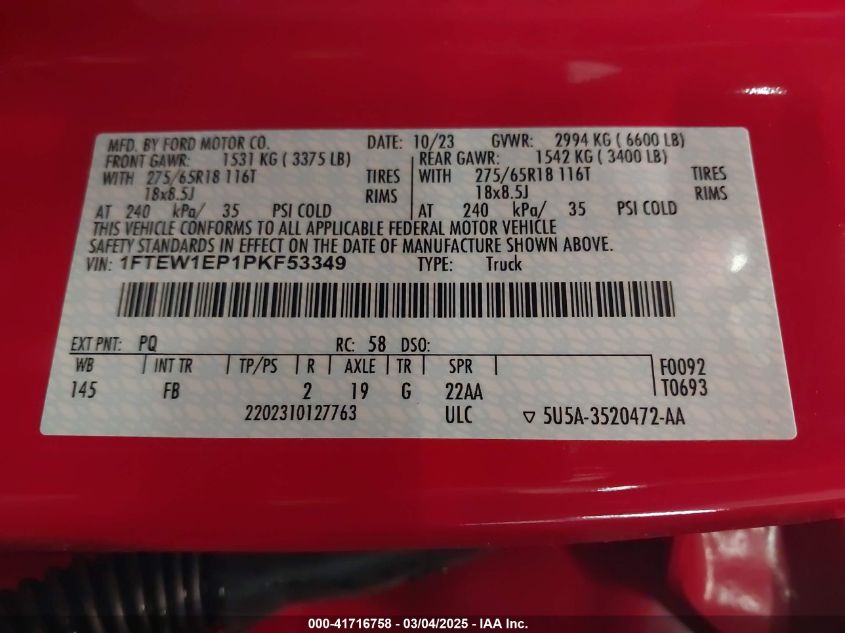 MFD. BY FORD MOTOR CO. DATE: 10/23 GVWR: 2994 KG ( 6600 LB)
FRONT GAWR: 1531 KG ( 3375 LB) REAR GAWR: 1542 KG ( 3400 LB)
WITH 275/65R18 116T TIRES WITH 275/65R18 116T TIRES
18x8.5J RIMS 18x8.5J RIMS
AT 240 kPa/ 35 PSI COLD AT 240 kPa/ 35 PSI COLD
THIS VEHICLE CONFORMS TO ALL APPLICABLE FEDERAL MOTOR VEHICLE
SAFETY STANDARDS IN EFFECT ON THE DATE OF MANUFACTURE SHOWN ABOVE.
VIN: 1FTEW1EP1PKF53349 TYPE: Truck
EXT PNT: PQ RC: 58 DSO:
WB INT TR TP/PS R AXLE TR SPR F0092
145 FB 2 19 G 22AA T0693
2202310127763 ULC ▽ 5U5A-3520472-AA
000-41716758 - 03/04/2025 - IAA Inc.